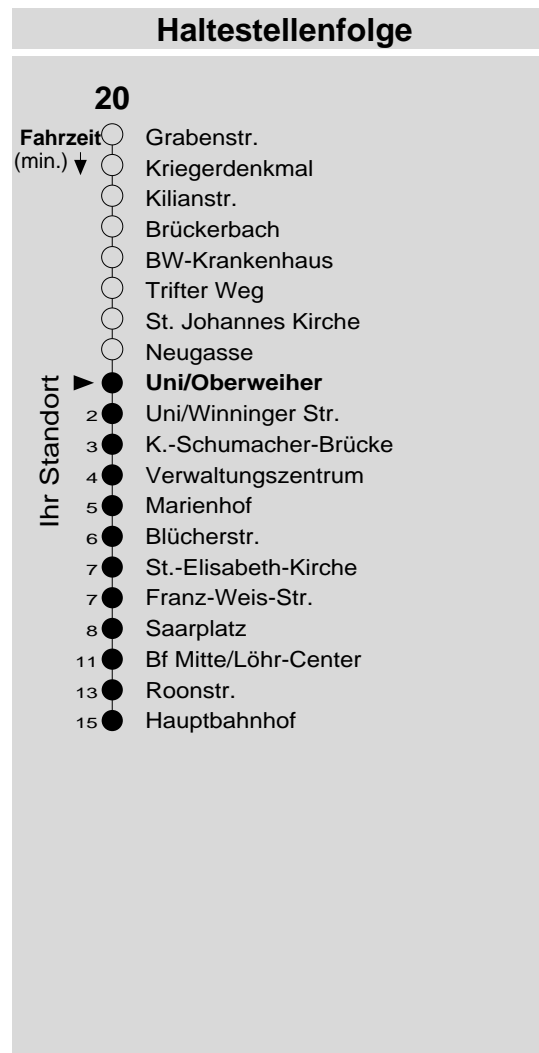 Haltestellenfolge
20
Fahrzeit Grabenstr.
(min.) Kriegerdenkmal
Kilianstr.
Brückerbach
BW-Krankenhaus
Trifter Weg
St. Johannes Kirche
Neugasse
Ihr Standort
Uni/Oberweiher
2 Uni/Winninger Str.
3 K.-Schumacher-Brücke
4 Verwaltungszentrum
5 Marienhof
6 Blücherstr.
7 St.-Elisabeth-Kirche
7 Franz-Weis-Str.
8 Saarplatz
11 Bf Mitte/Löhr-Center
13 Roonstr.
15 Hauptbahnhof